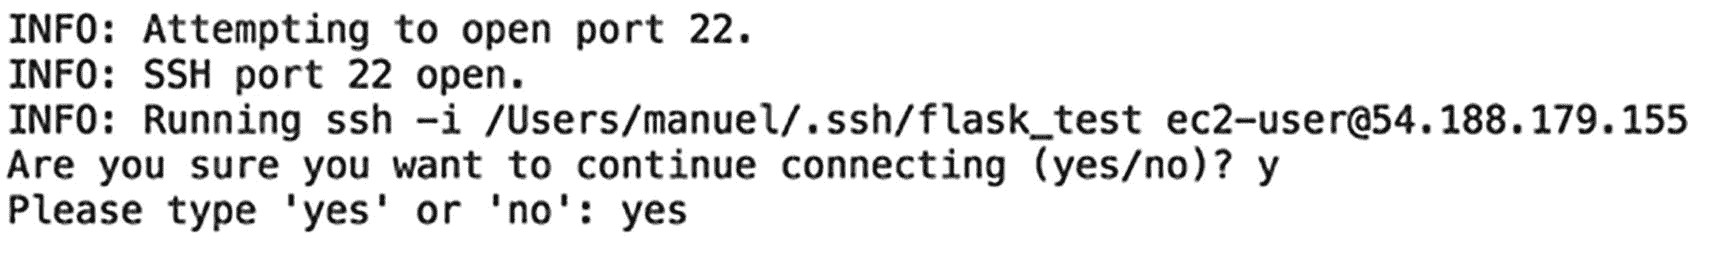 INFO: Attempting to open port 22.
INFO: SSH port 22 open.
INFO: Running ssh -i /Users/manuel/.ssh/flask_test ec2-user@54.188.179.155
Are you sure you want to continue connecting (yes/no)? y
Please type 'yes' or 'no': yes